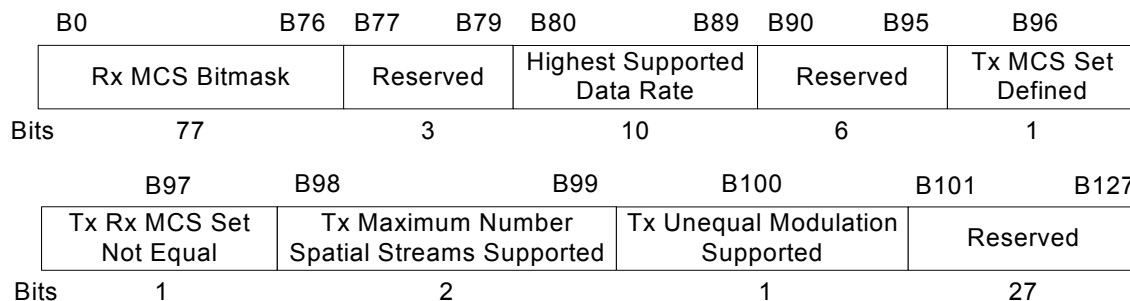 B0 B76 B77 B79 B80 B89 B90 B95 B96
Rx MCS Bitmask Reserved Highest Supported Data Rate Reserved Tx MCS Set Defined
Bits 77 3 10 6 1
B97 B98 B99 B100 B101 B127
Tx Rx MCS Set Not Equal Tx Maximum Number Spatial Streams Supported Tx Unequal Modulation Supported Reserved
Bits 1 2 1 27